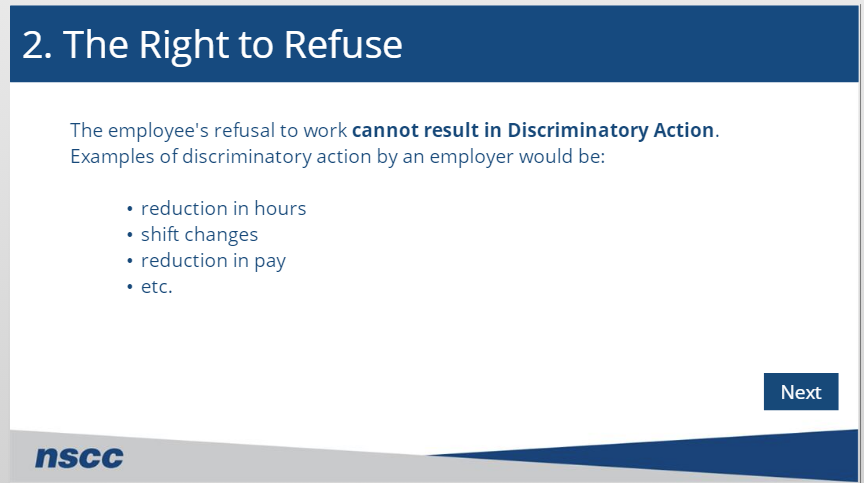 2. The Right to Refuse
The employee's refusal to work cannot result in Discriminatory Action.
Examples of discriminatory action by an employer would be:
• reduction in hours
• shift changes
• reduction in pay
• etc.
Next
nscc